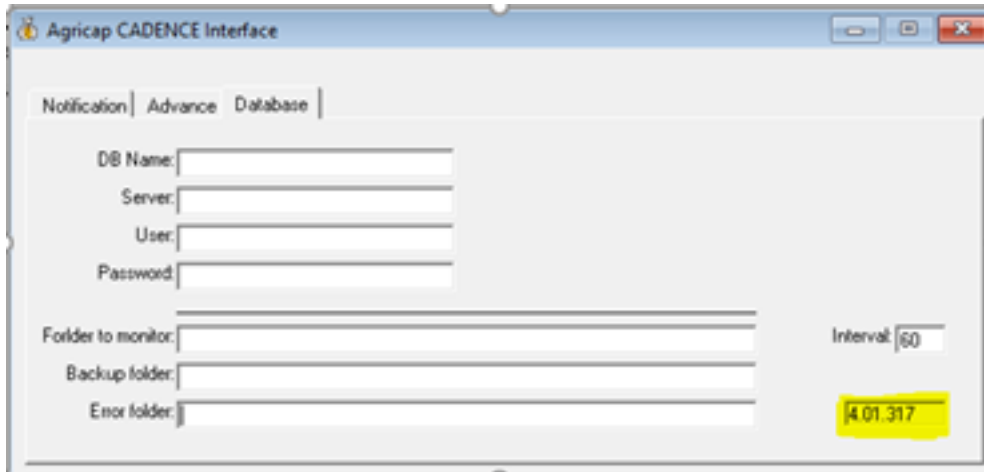 Agricap CADENCE Interface
Notification Advance Database
DB Name:
Server:
User:
Password:
Forlder to monitor:
Interval: 60
Backup folder:
Error folder:
4.01.317